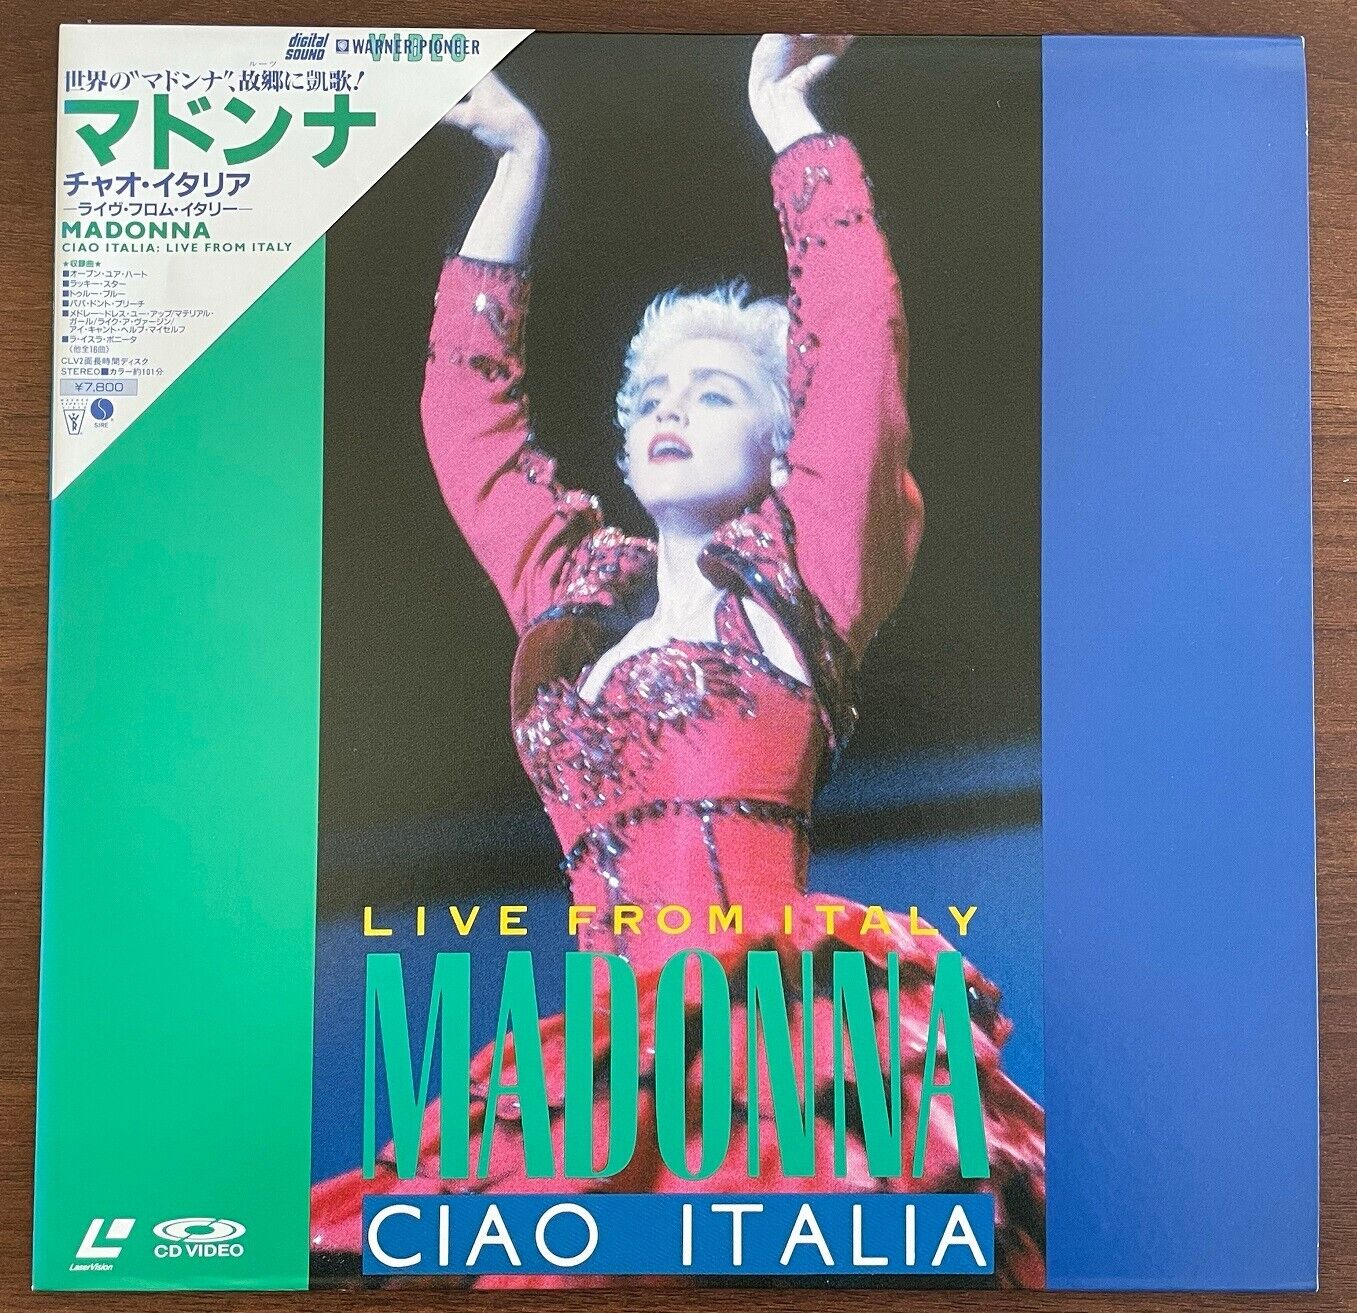 digital
SOUND
WARNER-PIONEER
VIDEO
ルーツ
世界の“マドンナ”、故郷に凱歌!
マドンナ
チャオ・イタリア
―ライヴ・フロム・イタリー―
MADONNA
CIAO ITALIA: LIVE FROM ITALY
★収録曲★
■オープン・ユア・ハート
■ラッキー・スター
■トゥルー・ブルー
■パパ・ドント・プリーチ
■メドレー~ドレス・ユー・アップ/マテリアル・
ガール/ライク・ア・ヴァージン/
アイ・キャント・ヘルプ・マイセルフ
■ラ・イスラ・ボニータ
〈他全16曲〉
CLV2面長時間ディスク
STEREO■カラー約101分
¥7,800
SIRE
LIVE FROM ITALY
MADONNA
CIAO ITALIA
LaserVision
CD VIDEO